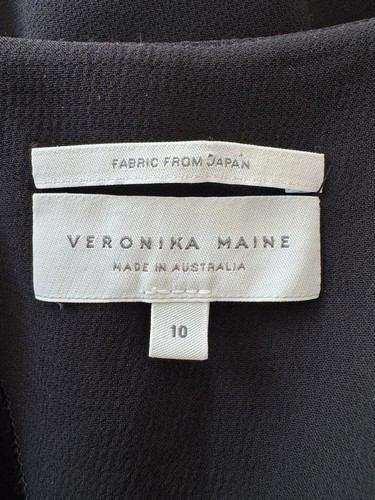 FABRIC FROM JAPAN
VERONIKA MAINE
MADE IN AUSTRALIA
10